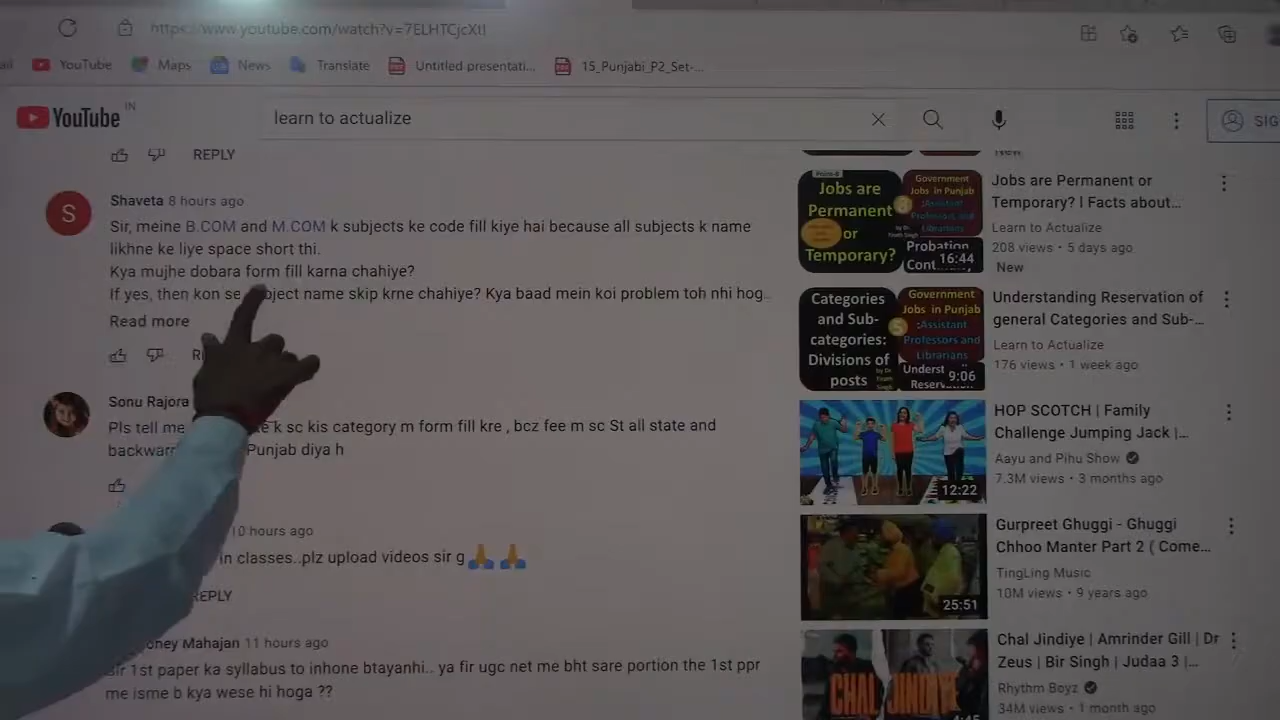 https://www.youtube.com/watch?v=7ELHTCjcXtI
YouTube
Maps
News
Translate
Untitled presentati...
15_Punjabi_P2_Set-...
YouTube IN
learn to actualize
SIG
REPLY
Shaveta 8 hours ago
Sir, meine B.COM and M.COM k subjects ke code fill kiye hai because all subjects k name
likhne ke liye space short thi.
Kya mujhe dobara form fill karna chahiye?
If yes, then kon se subject name skip krne chahiye? Kya baad mein koi problem toh nhi hog..
Read more
S
Sonu Rajora
Pls tell me k sc kis category m form fill kre , bcz fee m sc St all state and
backward Punjab diya h
10 hours ago
in classes..plz upload videos sir g
REPLY
oney Mahajan 11 hours ago
Sir 1st paper ka syllabus to inhone btayanhi.. ya fir ugc net me bht sare portion the 1st ppr
me isme b kya wese hi hoga ??
New
Jobs are
Permanent
or
Temporary?
Government
Jobs in Punjab
:Assistant
Professors and
Librarians
Probation
16:44
Jobs are Permanent or
Temporary? I Facts about...
Learn to Actualize
208 views • 5 days ago
New
Categories
and Sub-
categories:
Divisions of
posts
Government
Jobs in Punjab
:Assistant
Professors and
Librarians
9:06
Understanding Reservation of
general Categories and Sub-...
Learn to Actualize
176 views • 1 week ago
12:22
HOP SCOTCH | Family
Challenge Jumping Jack |...
Aayu and Pihu Show
7.3M views • 3 months ago
25:51
Gurpreet Ghuggi - Ghuggi
Chhoo Manter Part 2 ( Come...
TingLing Music
10M views • 9 years ago
CHAL JINDIYE
4:45
Chal Jindiye | Amrinder Gill | Dr
Zeus | Bir Singh | Judaa 3 |...
Rhythm Boyz
34M views • 1 month ago